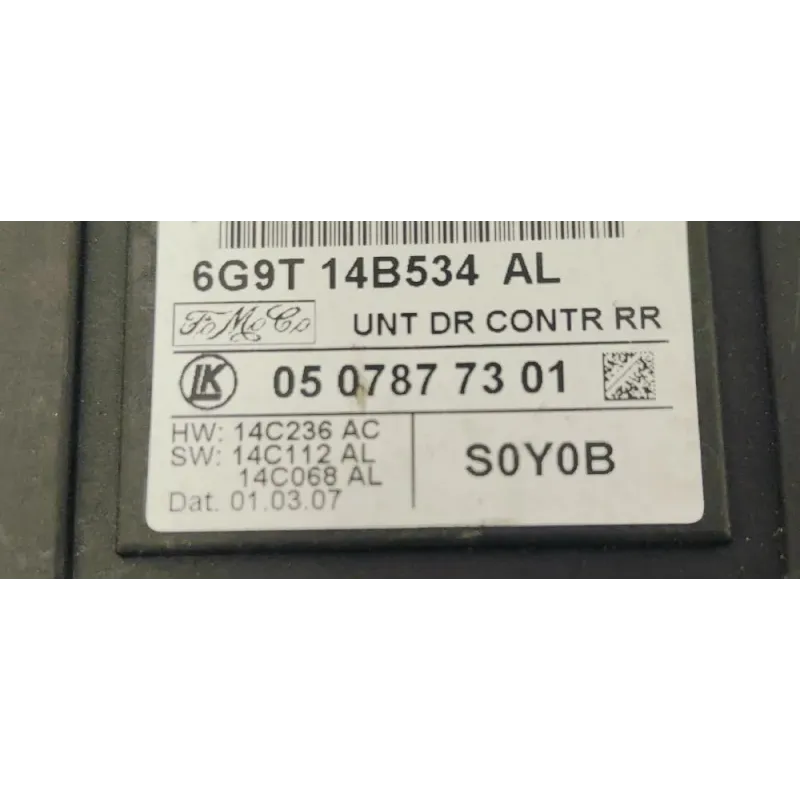 6G9T 14B534 AL
FoMoCo UNT DR CONTR RR
LK 05 0787 73 01
HW: 14C236 AC
SW: 14C112 AL
14C068 AL
Dat. 01.03.07
S0Y0B